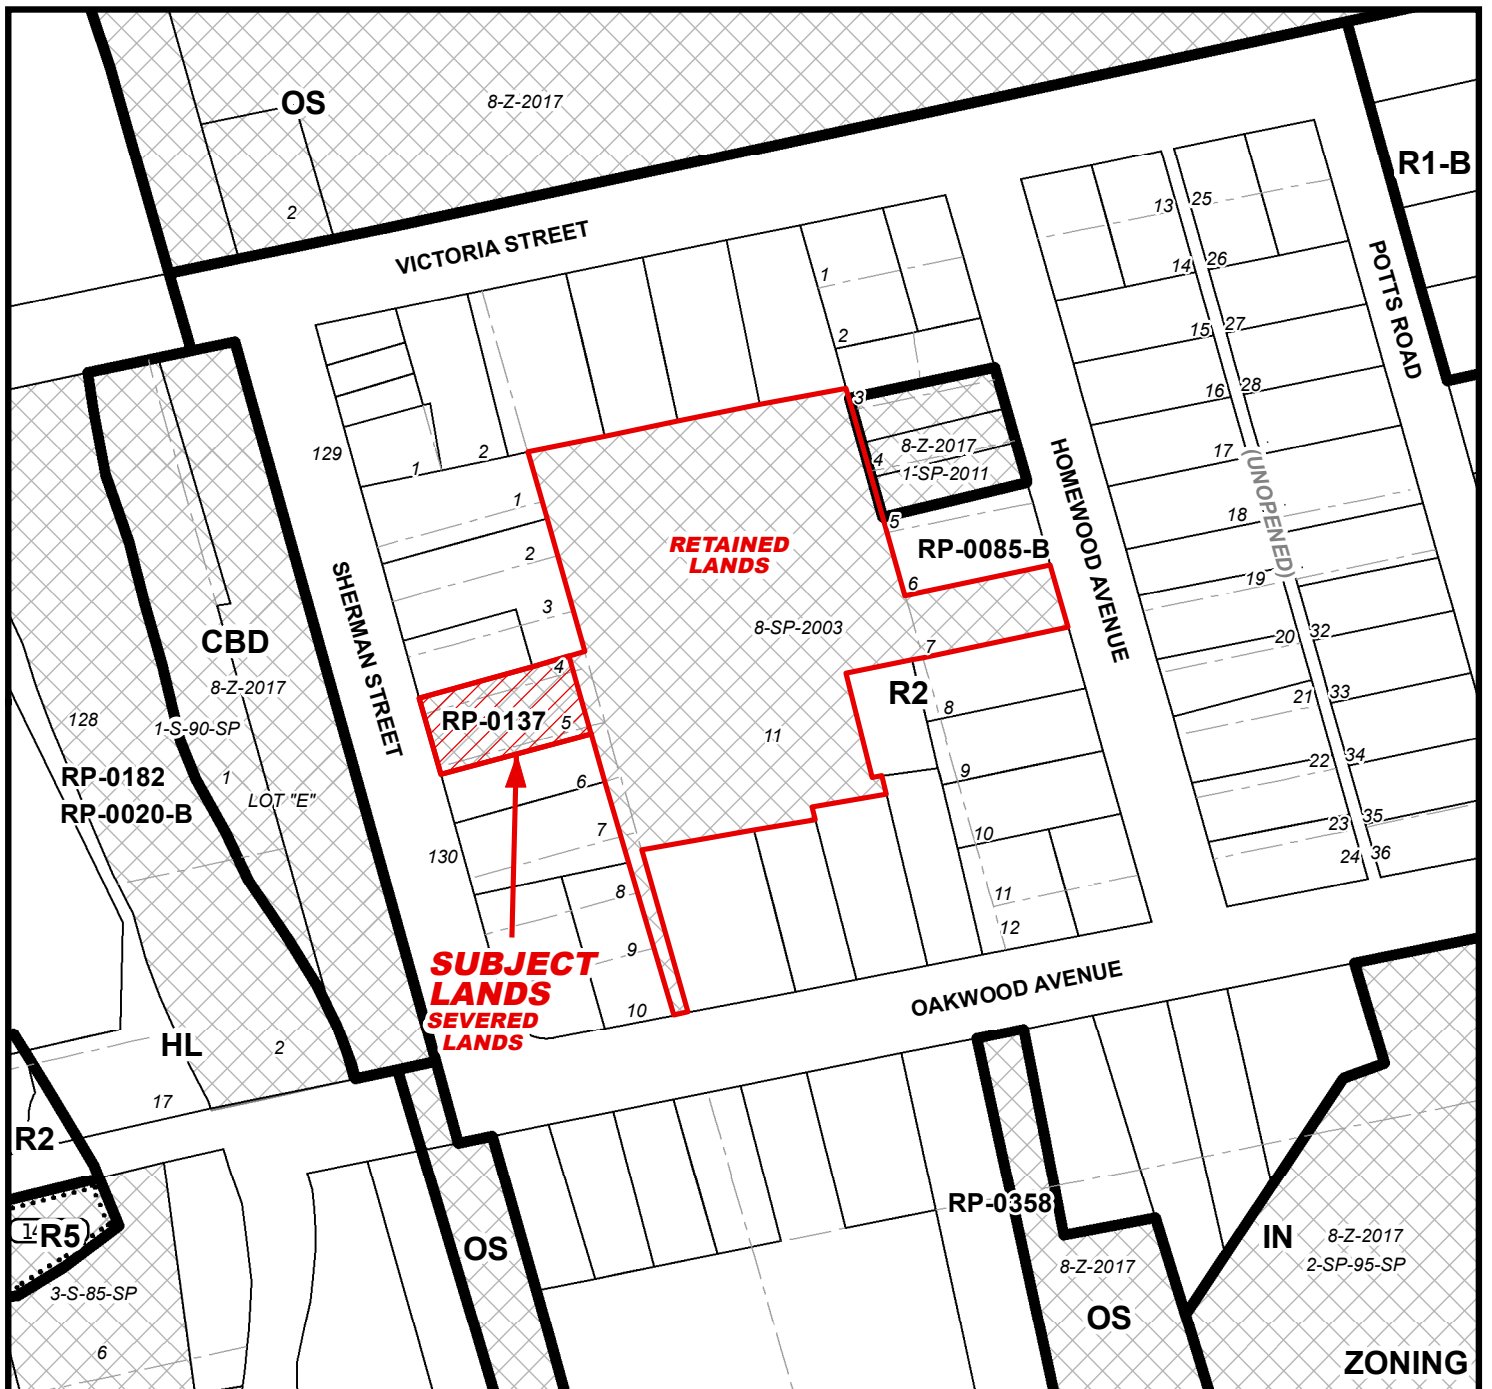 OS
8-Z-2017
2
VICTORIA STREET
R1-B
POTTS ROAD
13
25
14
26
15
27
16
28
17
(UNOPENED)
18
19
20
32
21
33
22
34
23
35
24
36
1
2
3
8-Z-2017
4
1-SP-2011
5
RP-0085-B
6
HOMEWOOD AVENUE
129
1
2
1
2
3
RETAINED
LANDS
8-SP-2003
SHERMAN STREET
CBD
8-Z-2017
1-S-90-SP
128
1
LOT "E"
RP-0182
RP-0020-B
4
RP-0137
5
6
7
130
8
9
10
11
7
R2
8
9
10
11
12
SUBJECT
LANDS
SEVERED
LANDS
OAKWOOD AVENUE
HL
2
17
R2
R5
3-S-85-SP
6
OS
RP-0358
8-Z-2017
OS
IN
8-Z-2017
2-SP-95-SP
ZONING